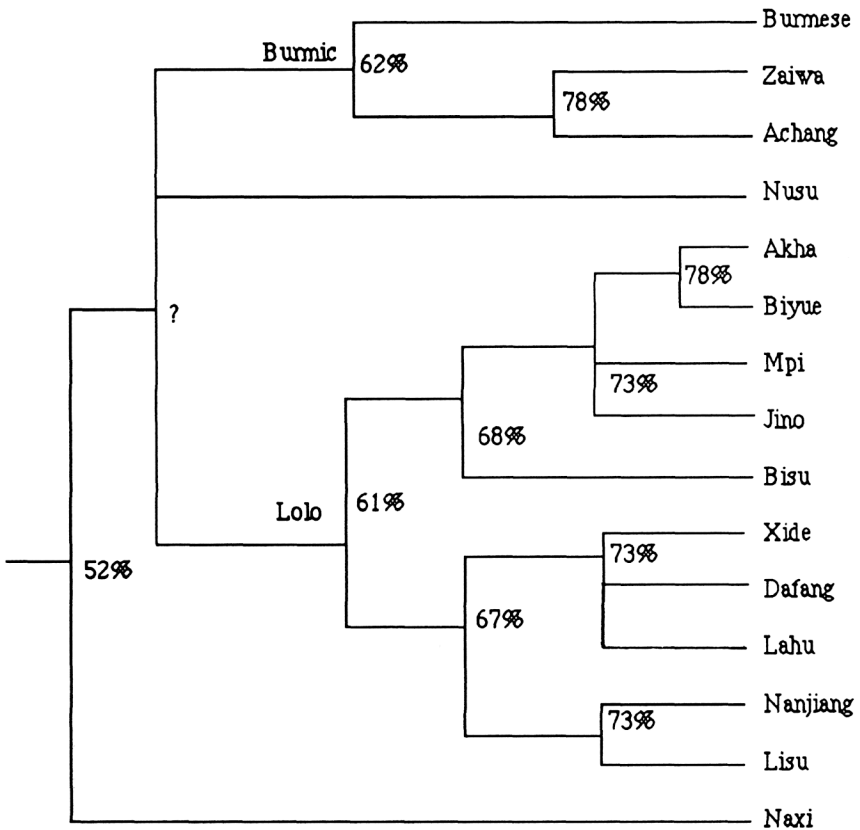 Burmese
Burmic
62%
Zaiwa
78%
Achang
Nusu
Akha
78%
Biyue
?
Mpi
73%
Jino
68%
Bisu
61%
Lolo
Xide
73%
52%
Dafang
67%
Lahu
Nanjiang
73%
Lisu
Naxi